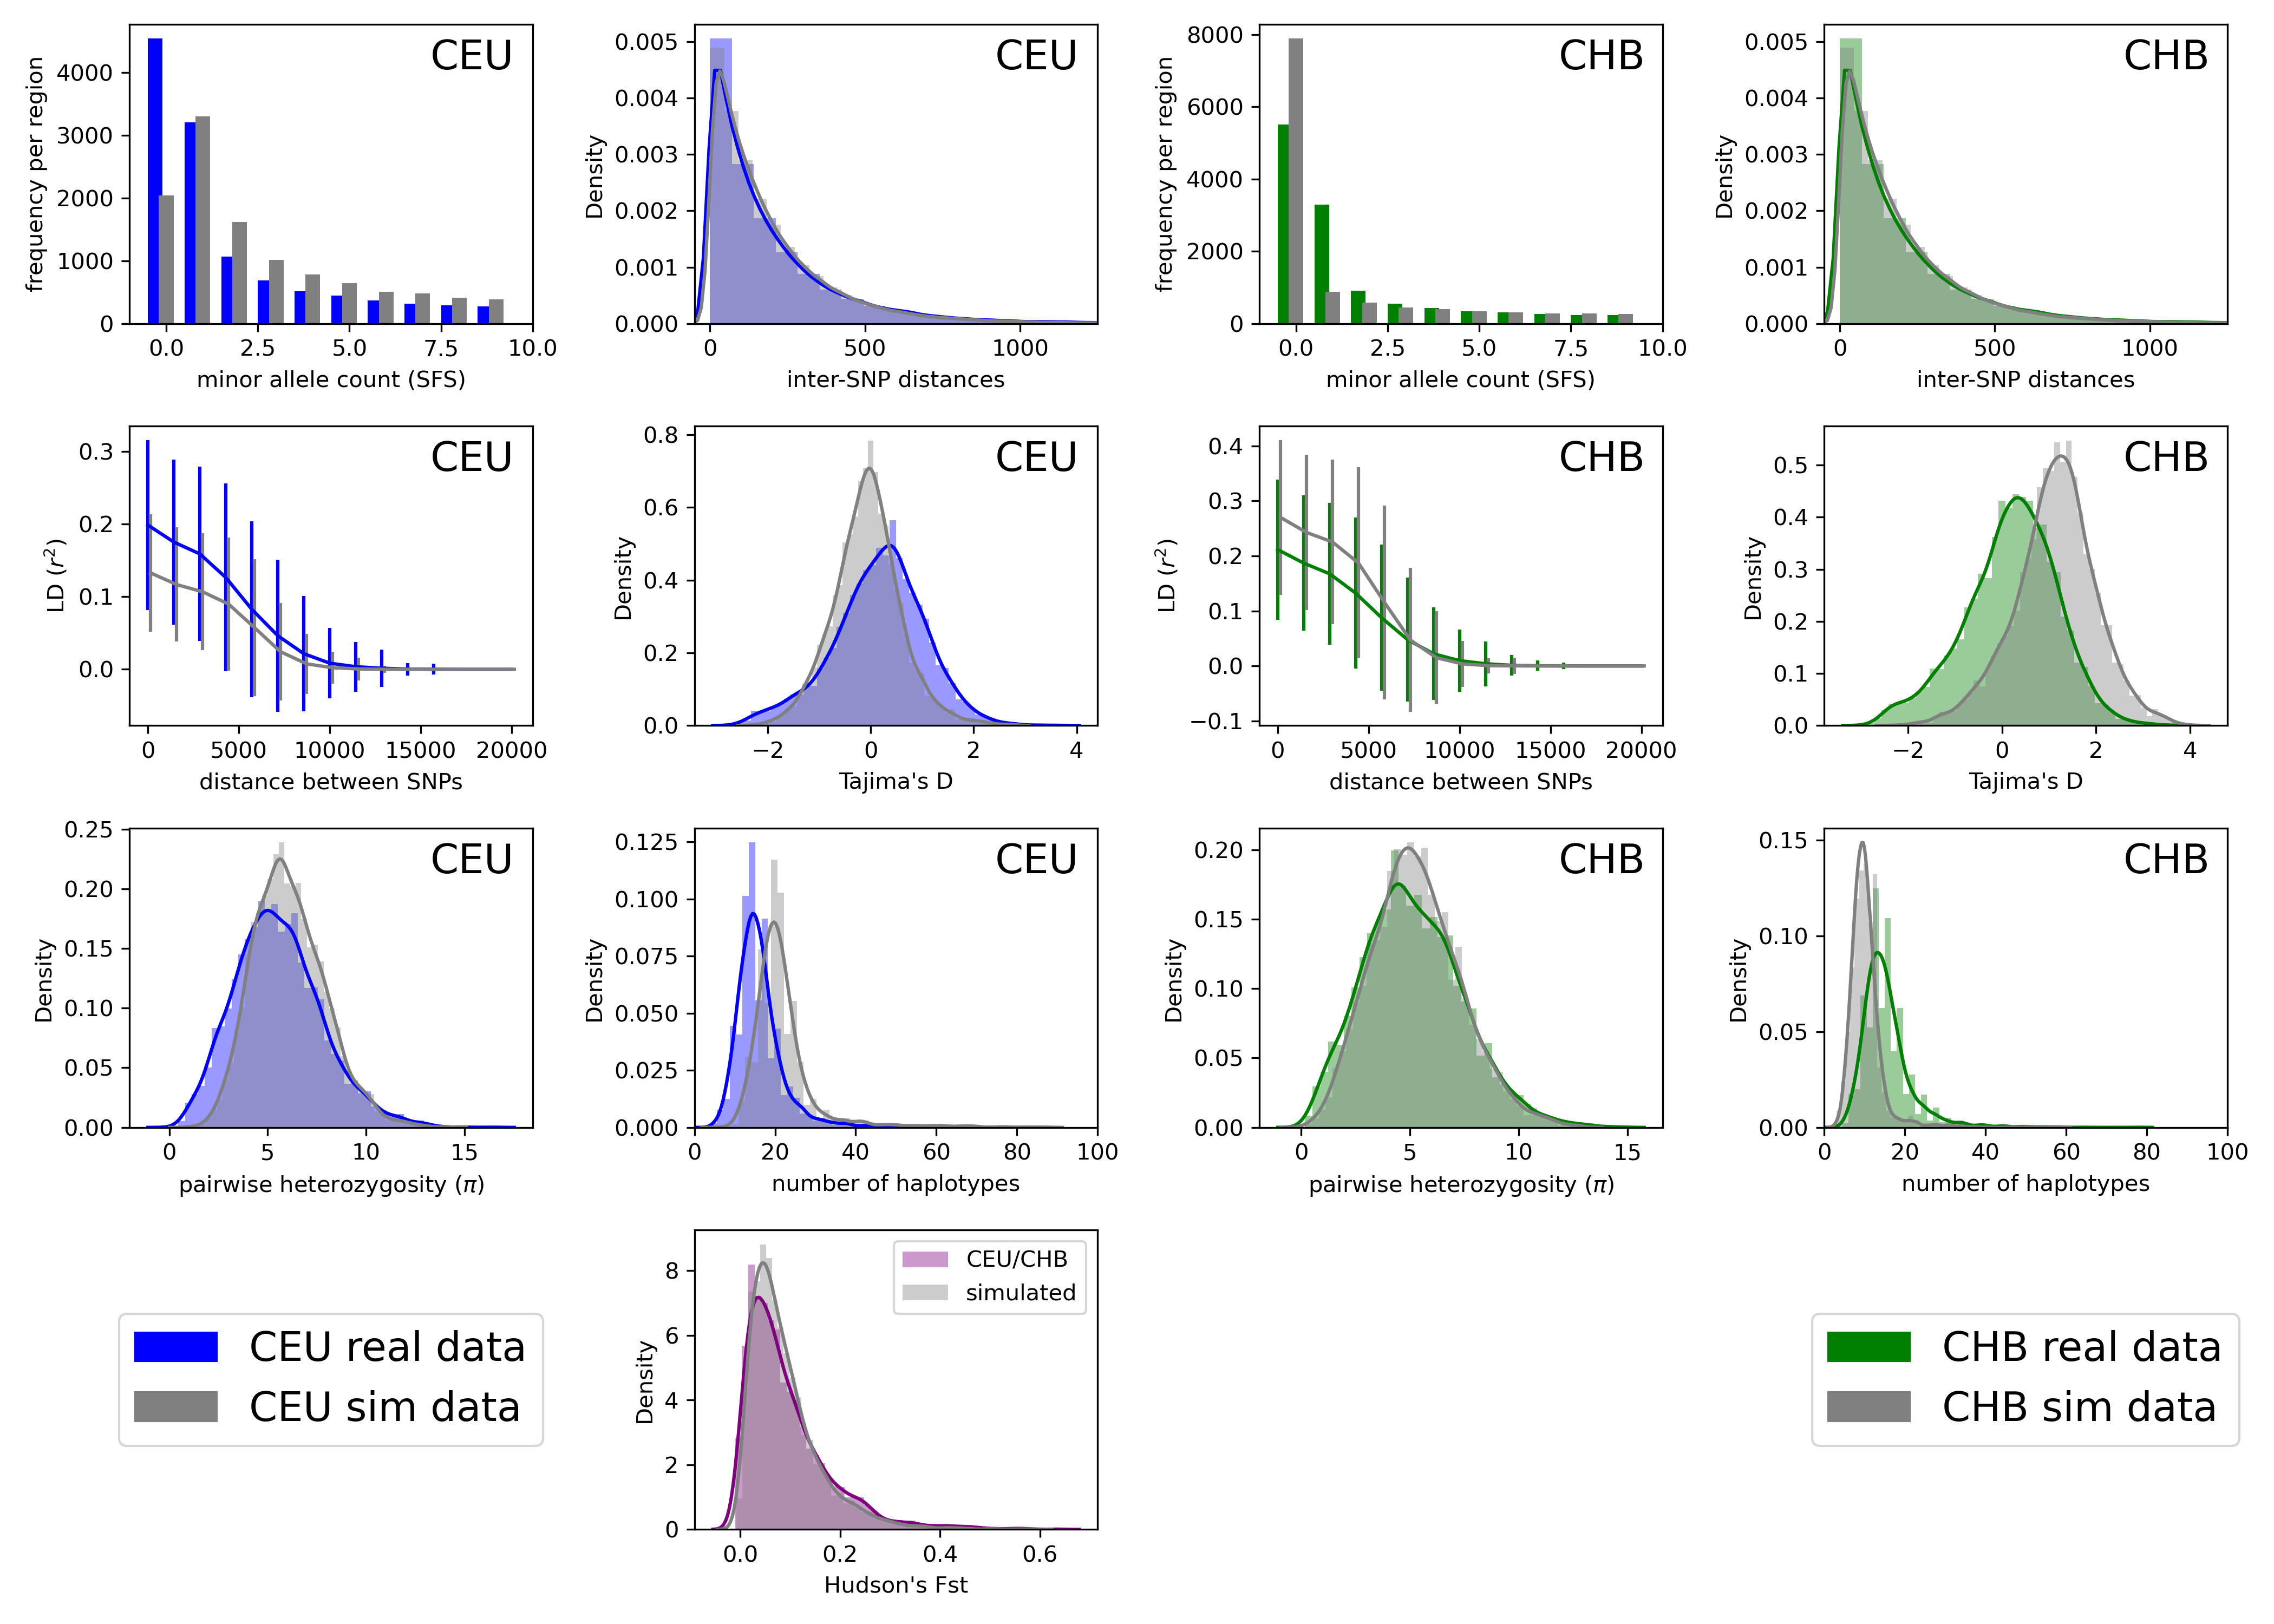 CEU
frequency per region
4000
3000
2000
1000
0
0.0 2.5 5.0 7.5 10.0
minor allele count (SFS)
CEU
Density
0.005
0.004
0.003
0.002
0.001
0.000
0 500 1000
inter-SNP distances
CHB
frequency per region
8000
6000
4000
2000
0
0.0 2.5 5.0 7.5 10.0
minor allele count (SFS)
CHB
Density
0.005
0.004
0.003
0.002
0.001
0.000
0 500 1000
inter-SNP distances
CEU
LD (r²)
0.3
0.2
0.1
0.0
0 5000 10000 15000 20000
distance between SNPs
CEU
Density
0.8
0.6
0.4
0.2
0.0
−2 0 2 4
Tajima's D
CHB
LD (r²)
0.4
0.3
0.2
0.1
0.0
−0.1
0 5000 10000 15000 20000
distance between SNPs
CHB
Density
0.5
0.4
0.3
0.2
0.1
0.0
−2 0 2 4
Tajima's D
CEU
Density
0.25
0.20
0.15
0.10
0.05
0.00
0 5 10 15
pairwise heterozygosity (π)
CEU
Density
0.125
0.100
0.075
0.050
0.025
0.000
0 20 40 60 80 100
number of haplotypes
CHB
Density
0.20
0.15
0.10
0.05
0.00
0 5 10 15
pairwise heterozygosity (π)
CHB
Density
0.15
0.10
0.05
0.00
0 20 40 60 80 100
number of haplotypes
CEU real data
CEU sim data
CEU/CHB
simulated
Density
8
6
4
2
0
0.0 0.2 0.4 0.6
Hudson's Fst
CHB real data
CHB sim data